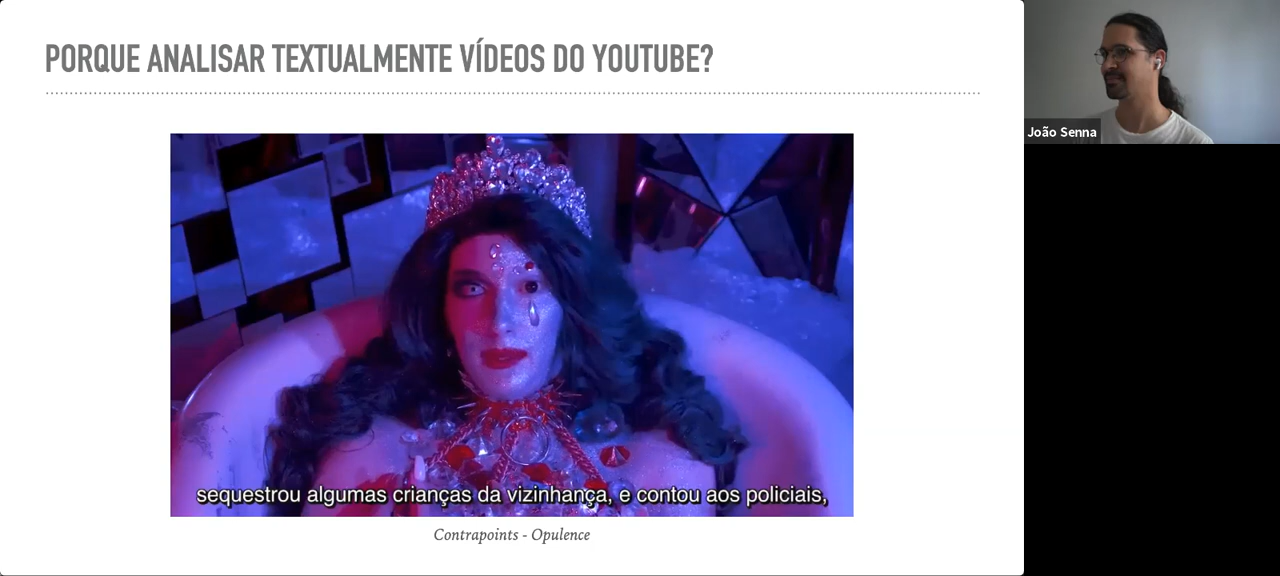 PORQUE ANALISAR TEXTUALMENTE VÍDEOS DO YOUTUBE?
João Senna
sequestrou algumas crianças da vizinhança, e contou aos policiais,
Contrapoints - Opulence